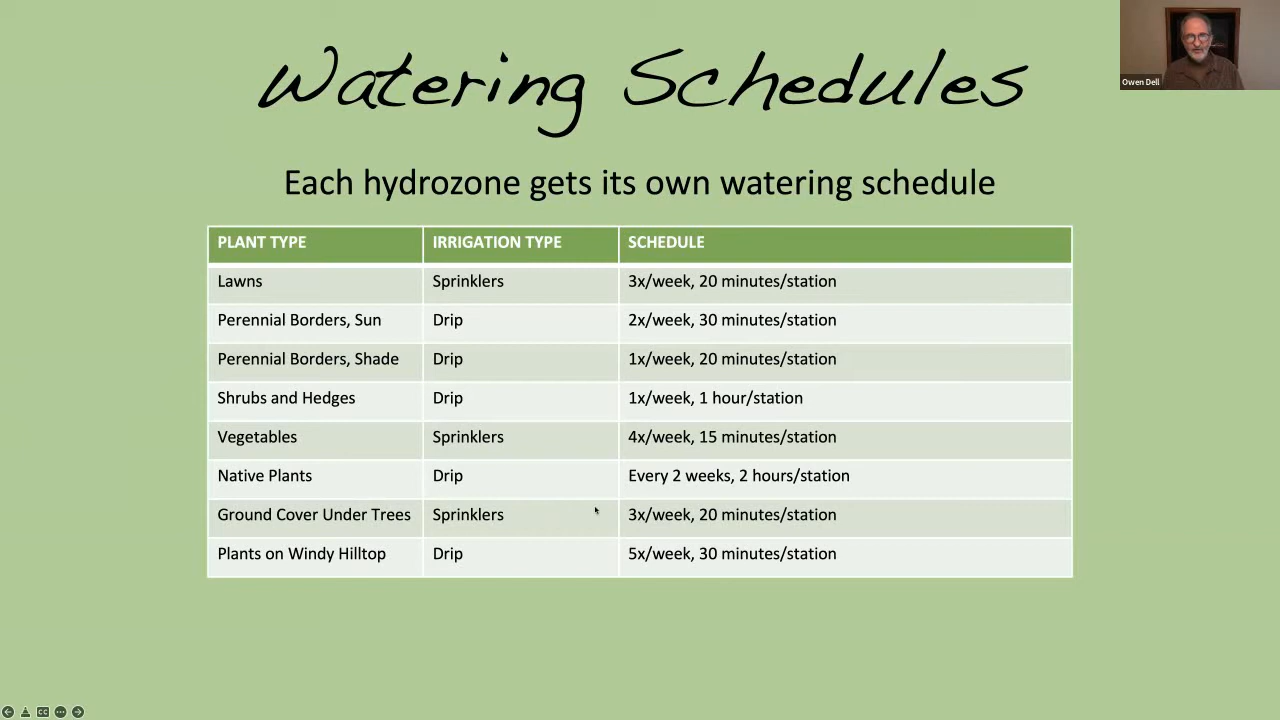 Watering Schedules
Owen Dell
Each hydrozone gets its own watering schedule
PLANT TYPE IRRIGATION TYPE SCHEDULE
Lawns Sprinklers 3x/week, 20 minutes/station
Perennial Borders, Sun Drip 2x/week, 30 minutes/station
Perennial Borders, Shade Drip 1x/week, 20 minutes/station
Shrubs and Hedges Drip 1x/week, 1 hour/station
Vegetables Sprinklers 4x/week, 15 minutes/station
Native Plants Drip Every 2 weeks, 2 hours/station
Ground Cover Under Trees Sprinklers 3x/week, 20 minutes/station
Plants on Windy Hilltop Drip 5x/week, 30 minutes/station
CC